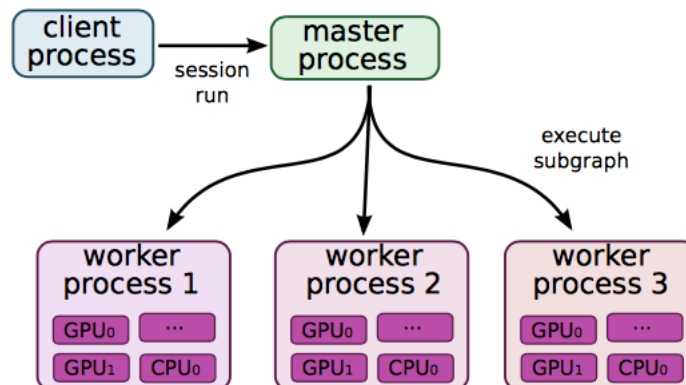 client
process
session
run
master
process
execute
subgraph
worker
process 1
GPU₀ ...
GPU₁ CPU₀
worker
process 2
GPU₀ ...
GPU₁ CPU₀
worker
process 3
GPU₀ ...
GPU₁ CPU₀